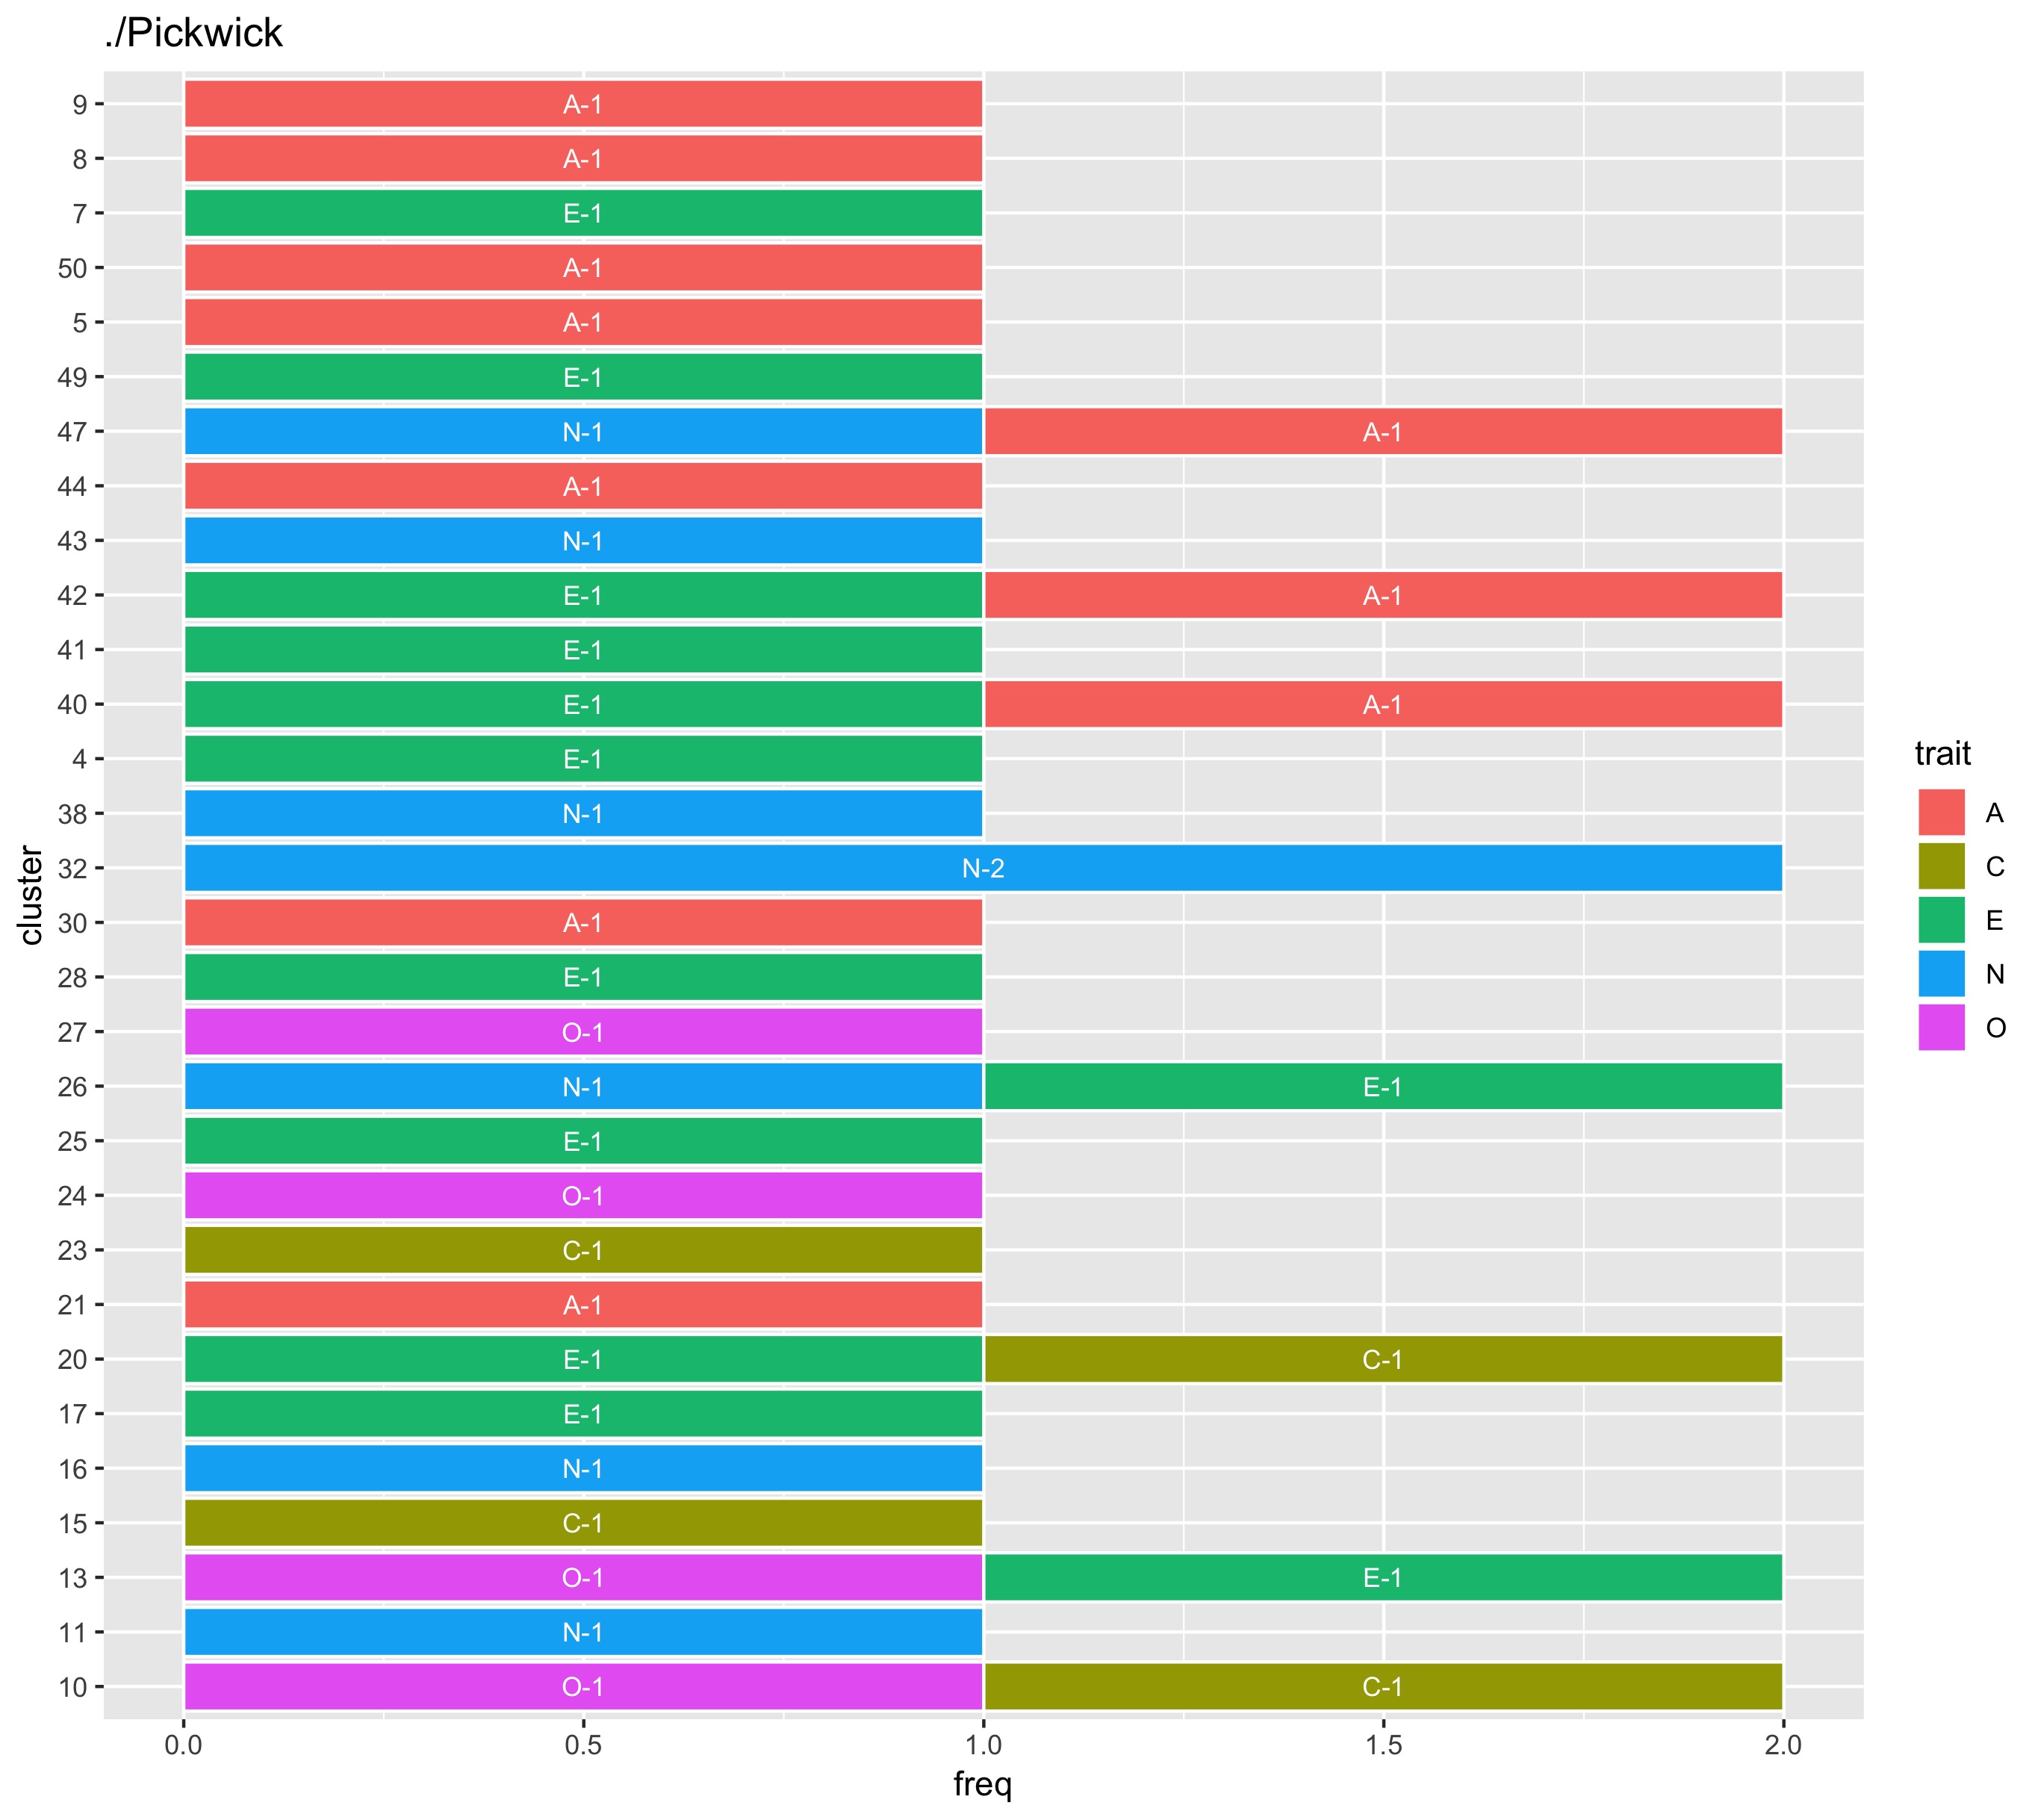 ./Pickwick
9 A-1
8 A-1
7 E-1
50 A-1
5 A-1
49 E-1
47 N-1 A-1
44 A-1
43 N-1
42 E-1 A-1
41 E-1
40 E-1 A-1
4 E-1
38 N-1
32 N-2
30 A-1
28 E-1
27 O-1
26 N-1 E-1
25 E-1
24 O-1
23 C-1
21 A-1
20 E-1 C-1
17 E-1
16 N-1
15 C-1
13 O-1 E-1
11 N-1
10 O-1 C-1
0.0 0.5 1.0 1.5 2.0
freq
cluster
trait
A
C
E
N
O